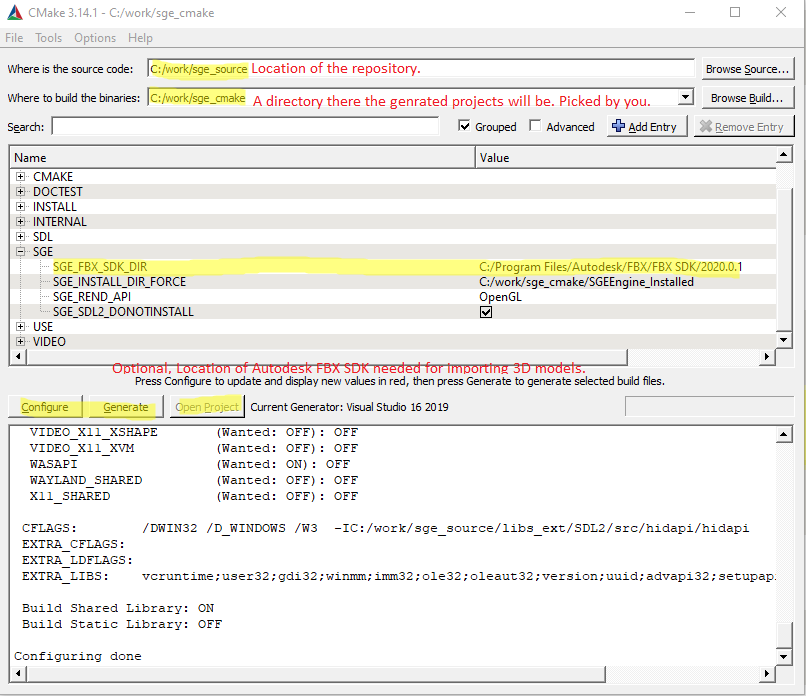 CMake 3.14.1 - C:/work/sge_cmake
File Tools Options Help
Where is the source code: C:/work/sge_source Location of the repository. Browse Source...
Where to build the binaries: C:/work/sge_cmake A directory there the genrated projects will be. Picked by you. Browse Build...
Search: Grouped Advanced Add Entry Remove Entry
Name Value
CMAKE
DOCTEST
INSTALL
INTERNAL
SDL
SGE
SGE_FBX_SDK_DIR C:/Program Files/Autodesk/FBX/FBX SDK/2020.0.1
SGE_INSTALL_DIR_FORCE C:/work/sge_cmake/SGEEngine_Installed
SGE_REND_API OpenGL
SGE_SDL2_DONOTINSTALL
USE
VIDEO
Optional, Location of Autodesk FBX SDK needed for importing 3D models.
Press Configure to update and display new values in red, then press Generate to generate selected build files.
Configure Generate Open Project Current Generator: Visual Studio 16 2019
VIDEO_X11_XSHAPE (Wanted: OFF): OFF
VIDEO_X11_XVM (Wanted: OFF): OFF
WASAPI (Wanted: ON): OFF
WAYLAND_SHARED (Wanted: OFF): OFF
X11_SHARED (Wanted: OFF): OFF
CFLAGS: /DWIN32 /D_WINDOWS /W3 -IC:/work/sge_source/libs_ext/SDL2/src/hidapi/hidapi
EXTRA_CFLAGS:
EXTRA_LDFLAGS:
EXTRA_LIBS: vcruntime;user32;gdi32;winmm;imm32;ole32;oleaut32;version;uuid;advapi32;setupapi
Build Shared Library: ON
Build Static Library: OFF
Configuring done